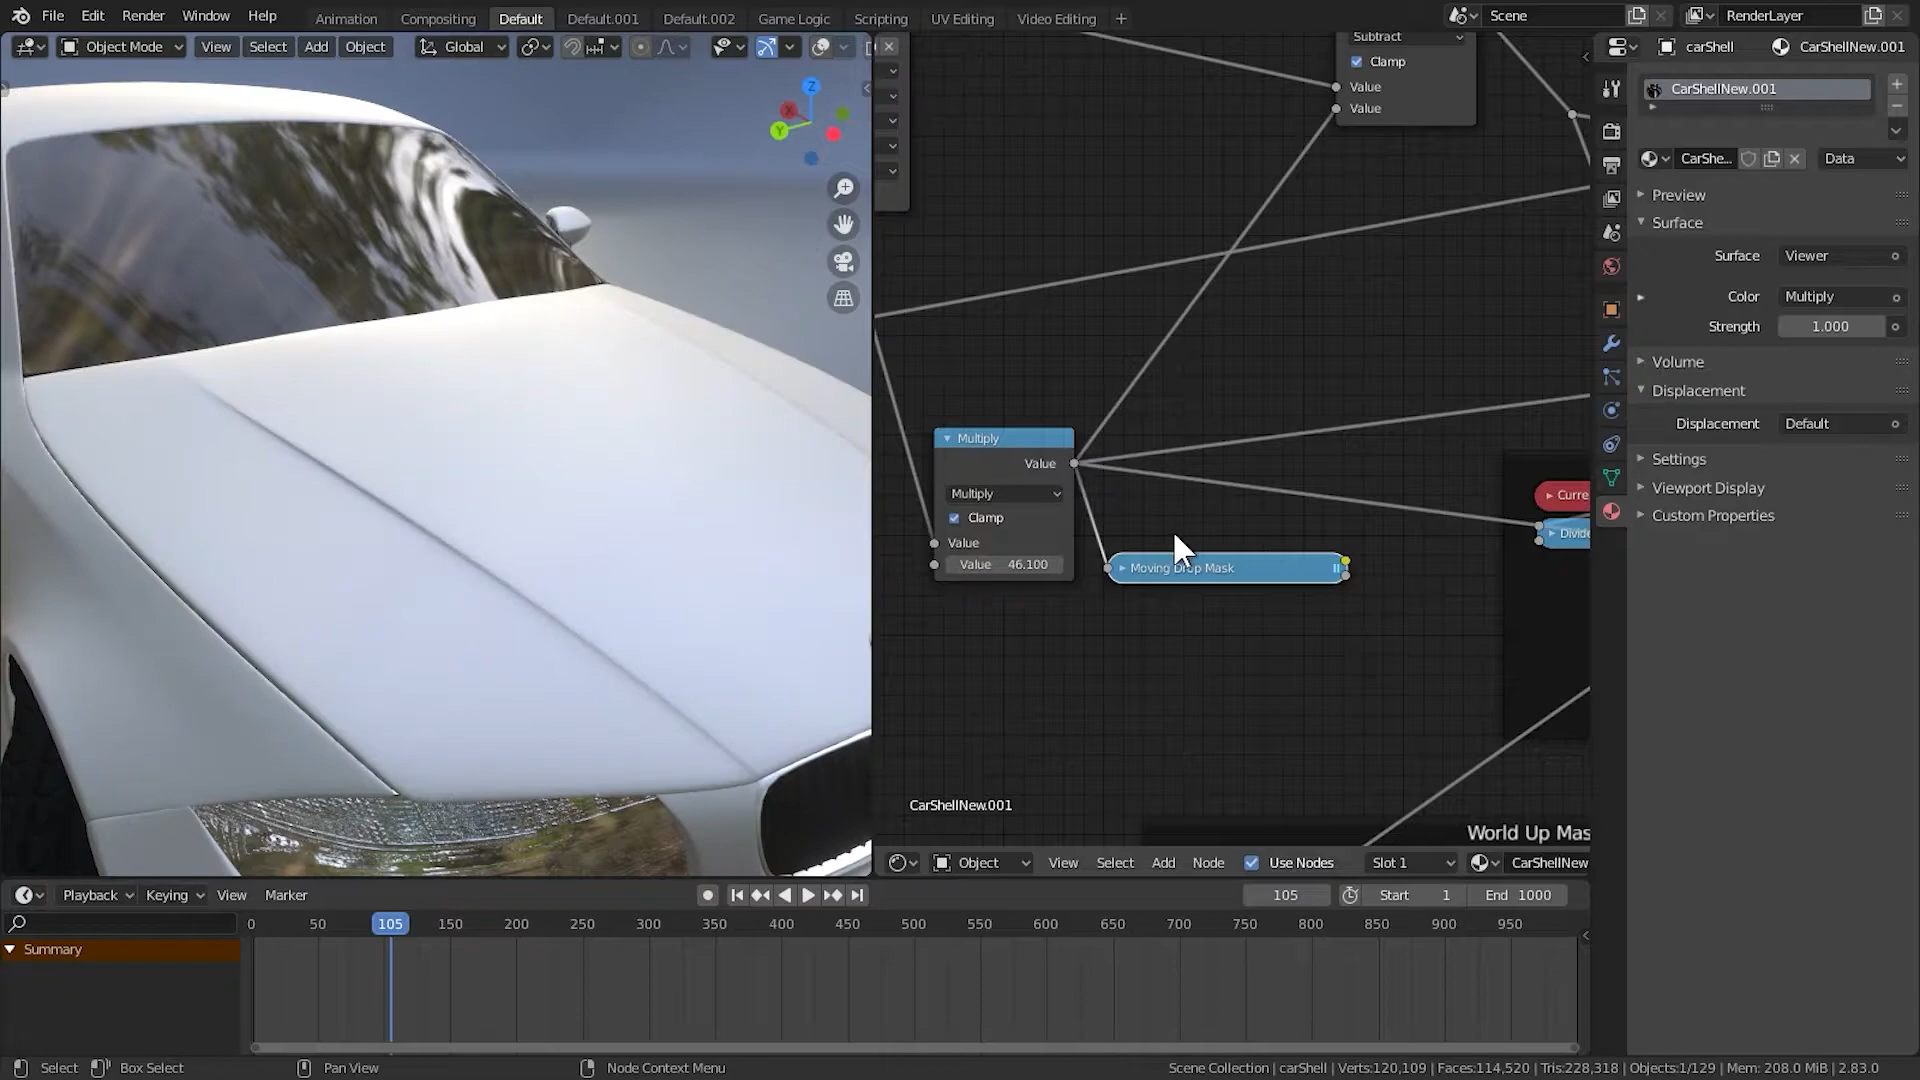 File Edit Render Window Help Animation Compositing Default Default.001 Default.002 Game Logic Scripting UV Editing Video Editing + Scene RenderLayer
Object Mode View Select Add Object Global
Z
X
Y
Subtract
Clamp
Value
Value
Multiply
Value
Multiply
Clamp
Value
Value 46.100
Moving Drop Mask
Curre
Divide
CarShellNew.001
World Up Mas
Object View Select Add Node Use Nodes Slot 1 CarShellNew
carShell CarShellNew.001
CarShellNew.001
CarShe... Data
Preview
Surface
Surface Viewer
Color Multiply
Strength 1.000
Volume
Displacement
Displacement Default
Settings
Viewport Display
Custom Properties
Playback Keying View Marker 105 Start 1 End 1000
0 50 105 150 200 250 300 350 400 450 500 550 600 650 700 750 800 850 900 950
Summary
Select Box Select Pan View Node Context Menu Scene Collection | carShell | Verts:120,109 | Faces:114,520 | Tris:228,318 | Objects:1/129 | Mem: 208.0 MiB | 2.83.0